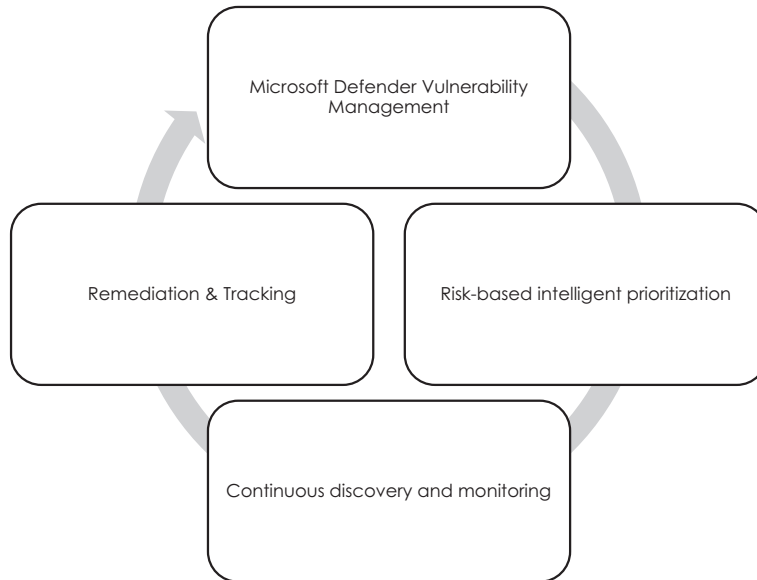 Microsoft Defender Vulnerability
Management
Remediation & Tracking
Risk-based intelligent prioritization
Continuous discovery and monitoring